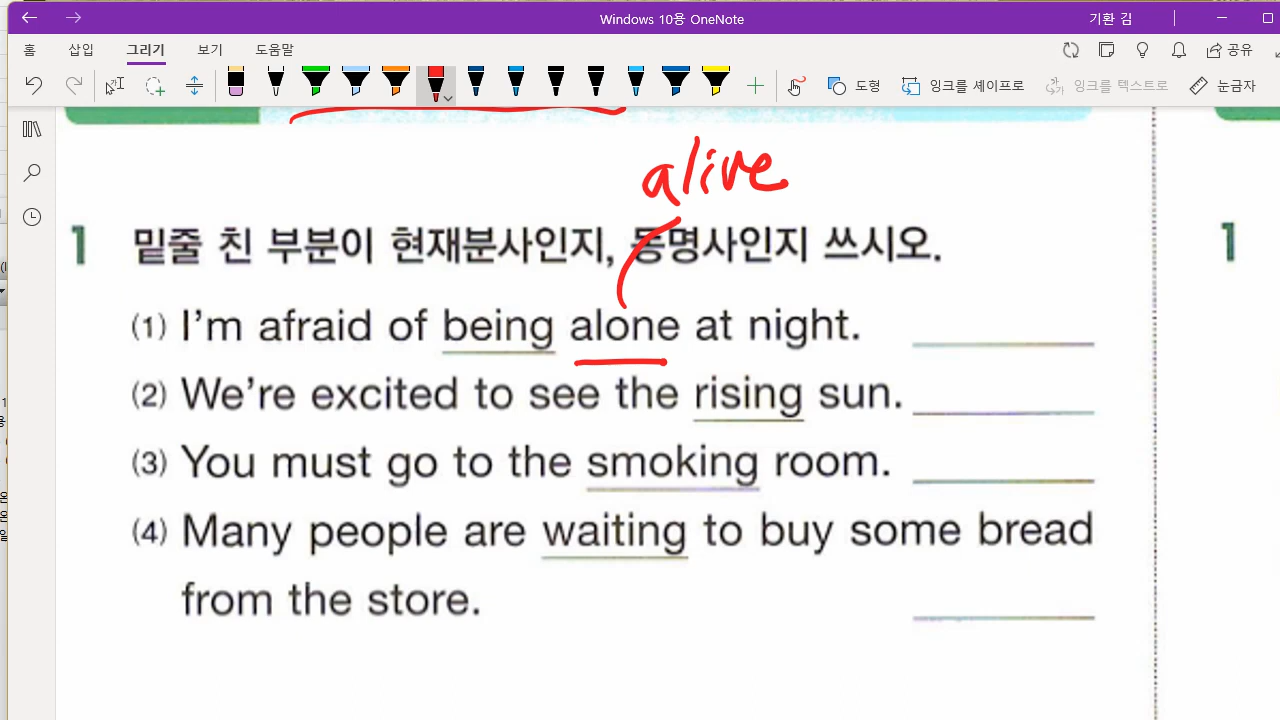 Windows 10용 OneNote
기환 김
홈 삽입 그리기 보기 도움말
공유
도형 잉크를 셰이프로 잉크를 텍스트로 눈금자
alive
1 밑줄 친 부분이 현재분사인지, 동명사인지 쓰시오. 1
(1) I'm afraid of being alone at night.
(2) We're excited to see the rising sun.
(3) You must go to the smoking room.
(4) Many people are waiting to buy some bread
from the store.